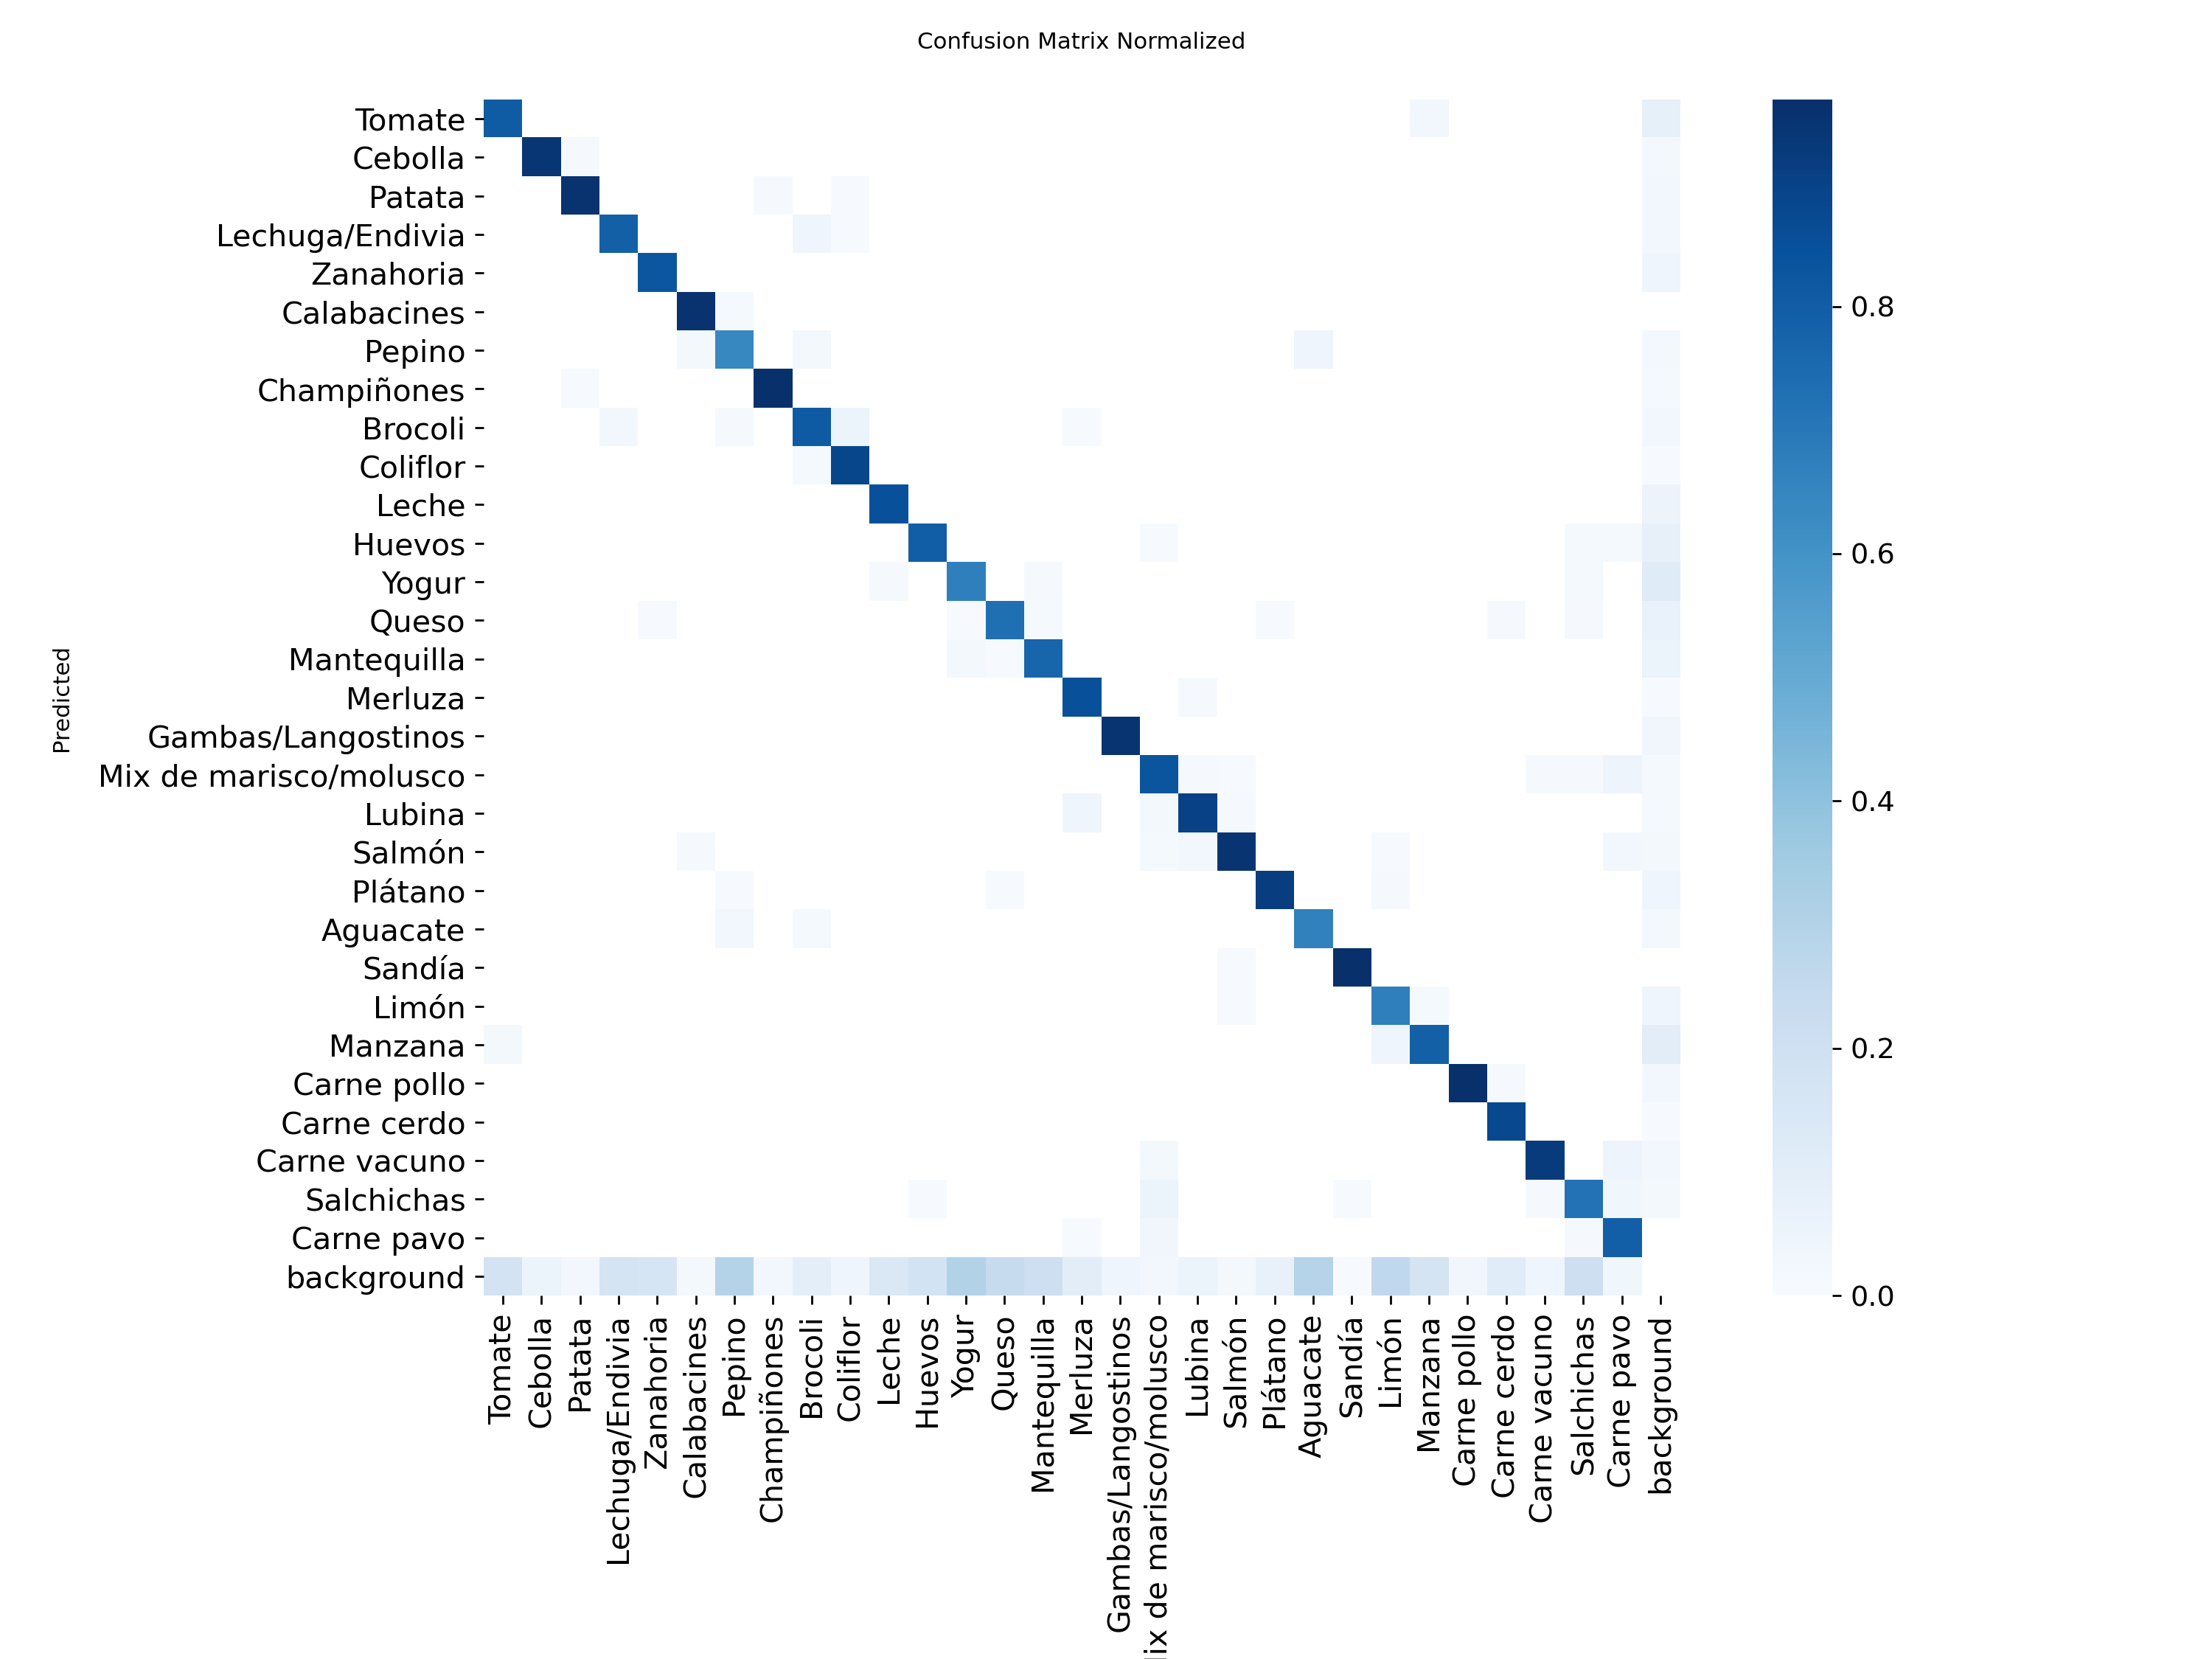 Confusion Matrix Normalized
Predicted
Tomate
Cebolla
Patata
Lechuga/Endivia
Zanahoria
Calabacines
Pepino
Champiñones
Brocoli
Coliflor
Leche
Huevos
Yogur
Queso
Mantequilla
Merluza
Gambas/Langostinos
Mix de marisco/molusco
Lubina
Salmón
Plátano
Aguacate
Sandía
Limón
Manzana
Carne pollo
Carne cerdo
Carne vacuno
Salchichas
Carne pavo
background
Tomate
Cebolla
Patata
Lechuga/Endivia
Zanahoria
Calabacines
Pepino
Champiñones
Brocoli
Coliflor
Leche
Huevos
Yogur
Queso
Mantequilla
Merluza
Gambas/Langostinos
ix de marisco/molusco
Lubina
Salmón
Plátano
Aguacate
Sandía
Limón
Manzana
Carne pollo
Carne cerdo
Carne vacuno
Salchichas
Carne pavo
background
0.8
0.6
0.4
0.2
0.0